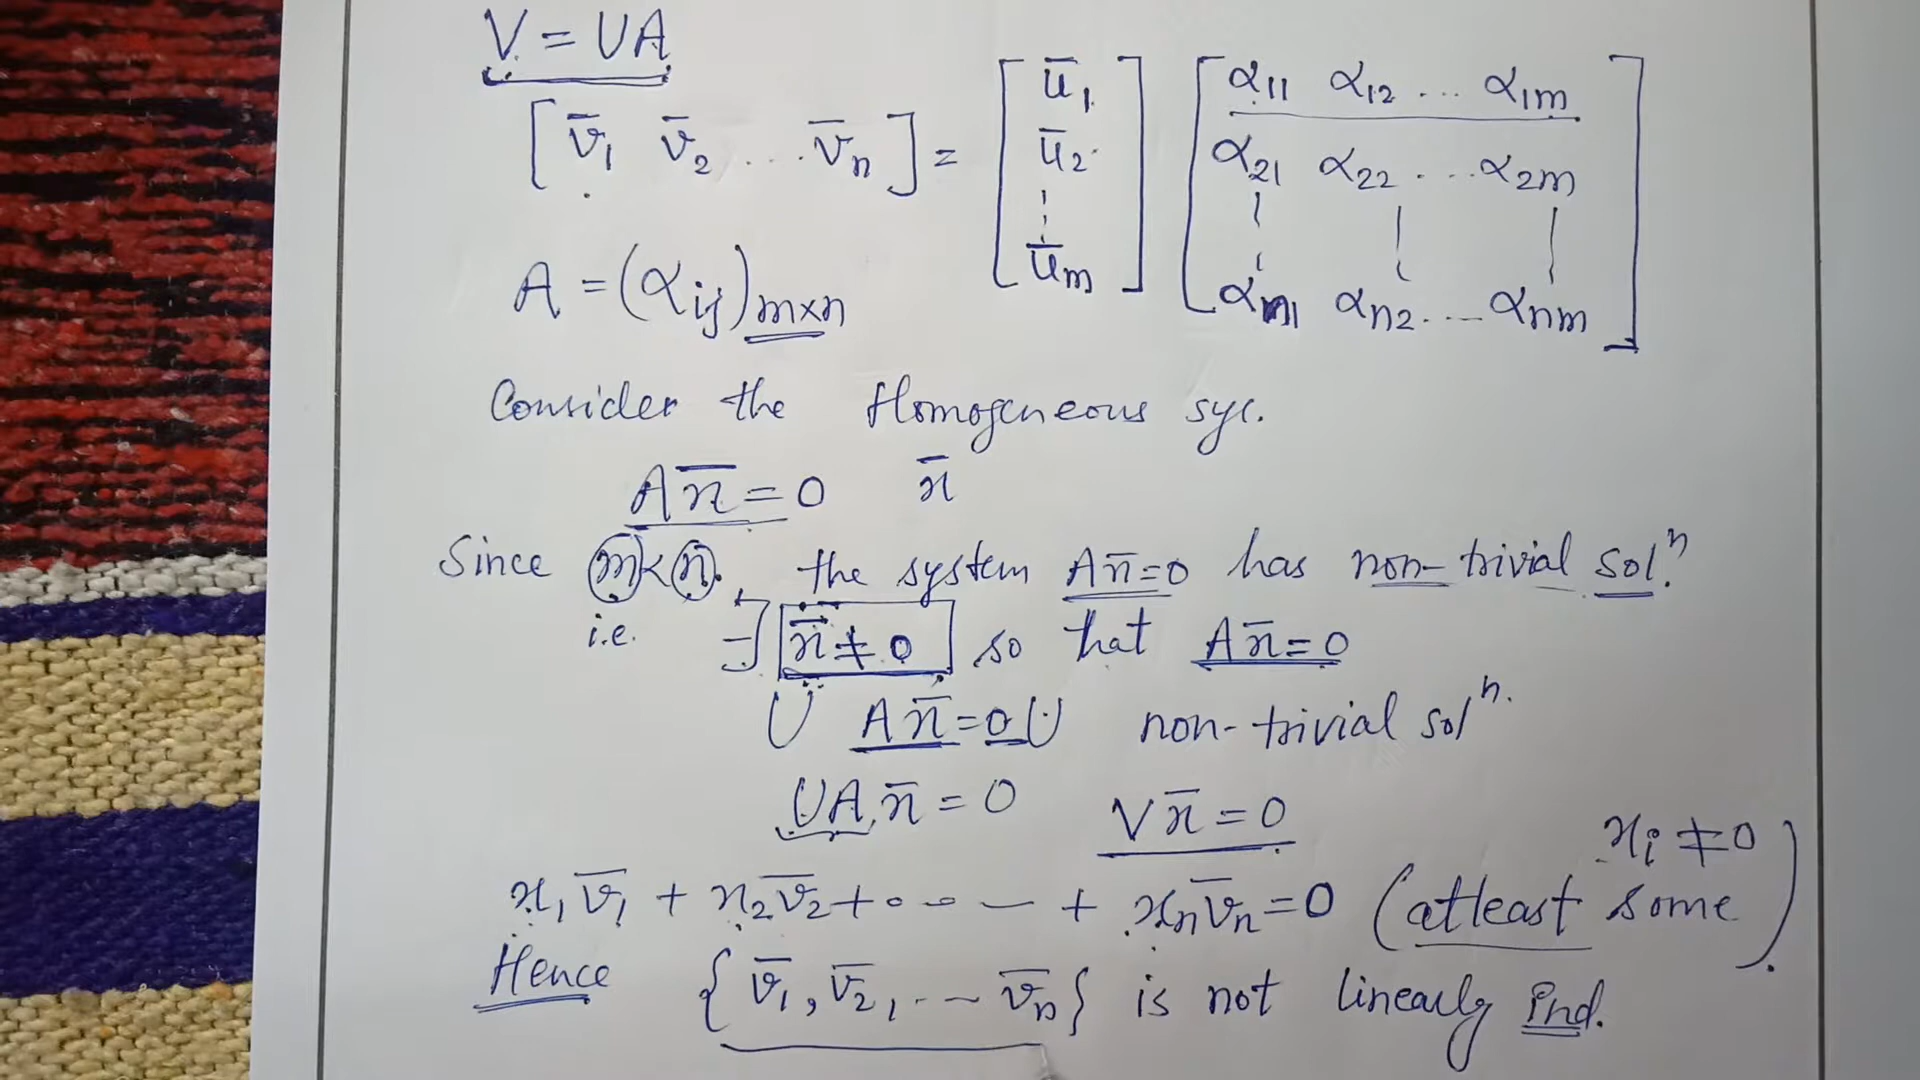 V = UA
[ v̄₁ v̄₂ ... v̄n ] = [ ū₁ ū₂ ⋮ ūm ] [ α₁₁ α₁₂ ... α₁m
α₂₁ α₂₂ ... α₂m
αn₁ αn₂ ... αnm ]
A = (αij)m×n
Consider the Homogeneous sys.
Ax̄ = 0 x̄
Since m < n, the system Ax̄ = 0 has non-trivial solⁿ.
i.e. ∃ x̄ ≠ 0 so that Ax̄ = 0
U Ax̄ = 0 U non-trivial solⁿ.
UA x̄ = 0 Vx̄ = 0
x₁v̄₁ + x₂v̄₂ + ... + xnv̄n = 0 (atleast some xi ≠ 0)
Hence { v̄₁, v̄₂, ... v̄n } is not linearly ind.